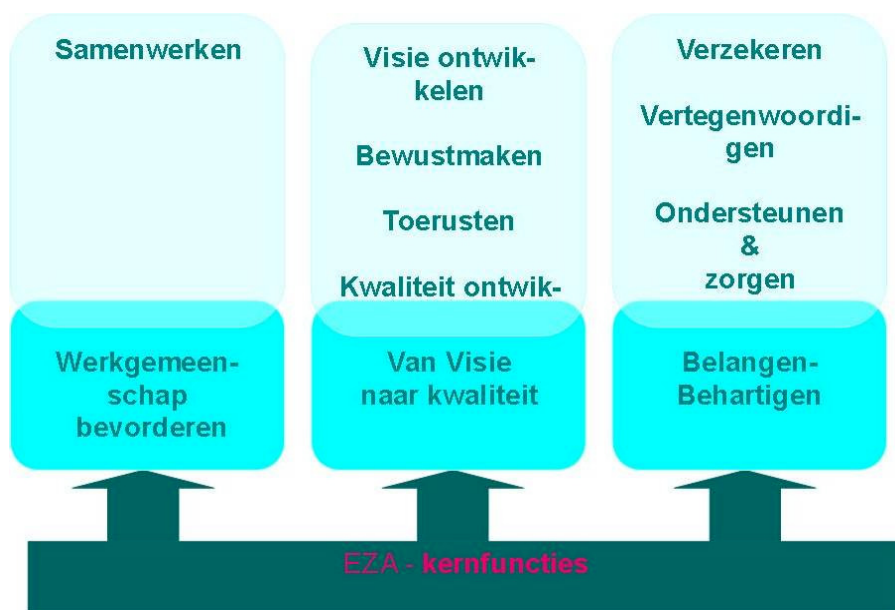 Samenwerken
Visie ontwik-
kelen
Bewustmaken
Toerusten
Kwaliteit ontwik-
Verzekeren
Vertegenwoordi-
gen
Ondersteunen
&
zorgen
Werkgemeen-
schap
bevorderen
Van Visie
naar kwaliteit
Belangen-
Behartigen
EZA - kernfuncties